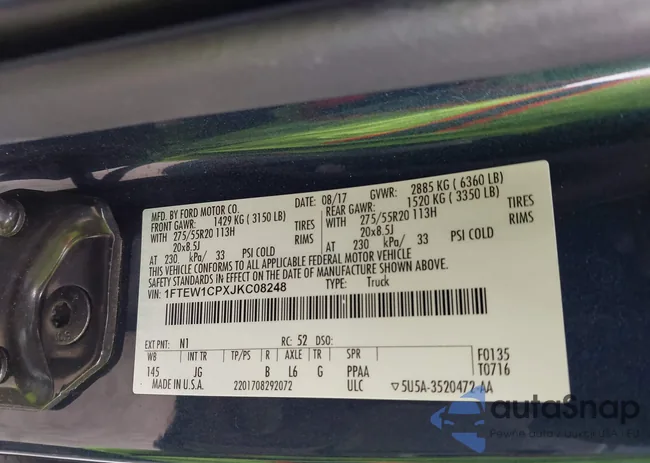 MFD. BY FORD MOTOR CO.
DATE: 08/17 GVWR: 2885 KG ( 6360 LB)
FRONT GAWR: 1429 KG ( 3150 LB)
REAR GAWR: 1520 KG ( 3350 LB)
WITH 275/55R20 113H TIRES
WITH 275/55R20 113H TIRES
20x8.5J RIMS
20x8.5J RIMS
AT 230 kPa/ 33 PSI COLD
AT 230 kPa/ 33 PSI COLD
THIS VEHICLE CONFORMS TO ALL APPLICABLE FEDERAL MOTOR VEHICLE
SAFETY STANDARDS IN EFFECT ON THE DATE OF MANUFACTURE SHOWN ABOVE.
VIN: 1FTEW1CPXJKC08248
TYPE: Truck
EXT PNT: N1 RC: 52 DSO:
WB INT TR TP/PS R AXLE TR SPR F0135
145 JG B L6 G PPAA T0716
MADE IN U.S.A. 2201708292072 ULC ▽5U5A-3520472-AA
autoSnap